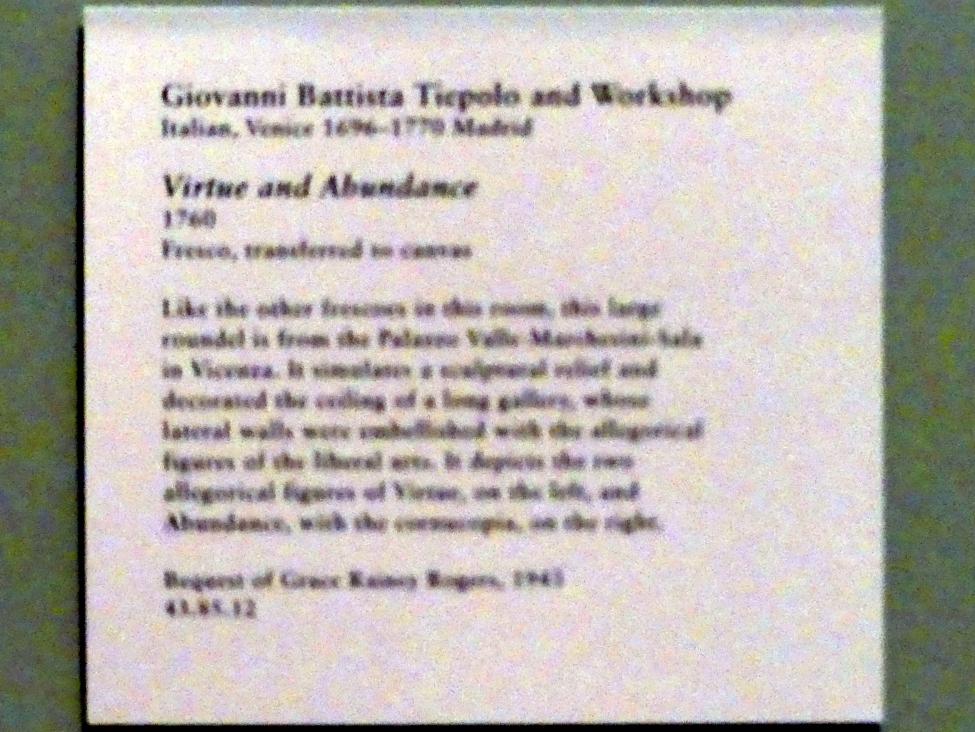 Giovanni Battista Tiepolo and Workshop
Italian, Venice 1696–1770 Madrid
Virtue and Abundance
1760
Fresco, transferred to canvas
Like the other frescoes in this room, this large
roundel is from the Palazzo Valle-Marchesini-Sala
in Vicenza. It simulates a sculptural relief and
decorated the ceiling of a long gallery, whose
lateral walls were embellished with the allegorical
figures of the liberal arts. It depicts the two
allegorical figures of Virtue, on the left, and
Abundance, with the cornucopia, on the right.
Bequest of Grace Rainey Rogers, 1943
43.85.12